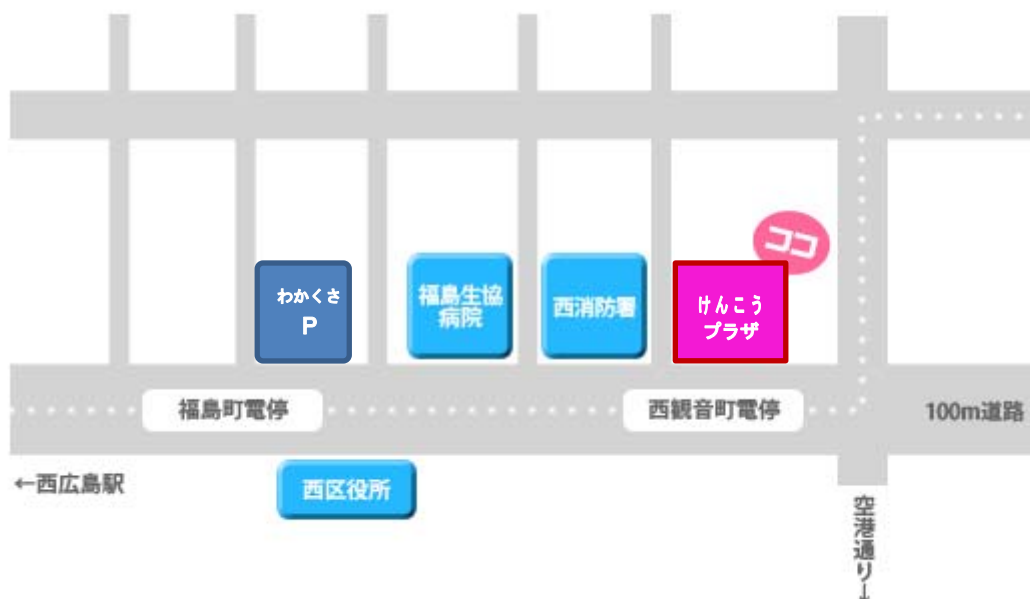 ココ
わかくさ
P
福島生協
病院
西消防署
けんこう
プラザ
福島町電停
西観音町電停
100m道路
←西広島駅
西区役所
空港通り→